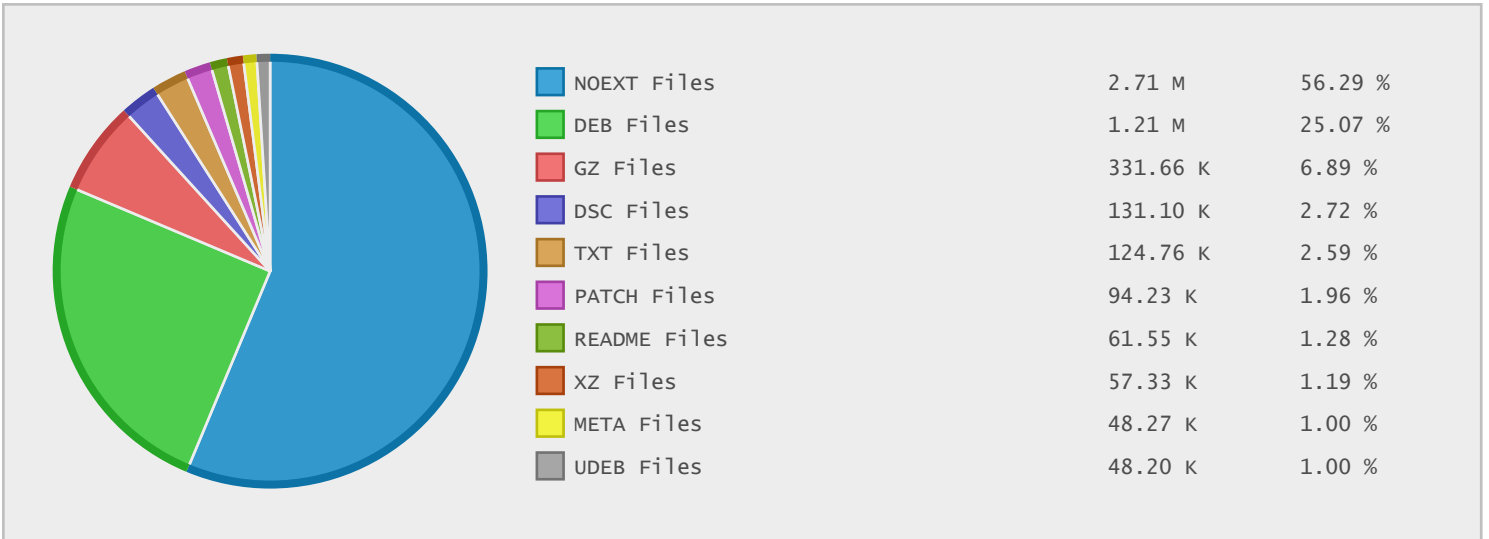 NOEXT Files 2.71 M 56.29 %
DEB Files 1.21 M 25.07 %
GZ Files 331.66 K 6.89 %
DSC Files 131.10 K 2.72 %
TXT Files 124.76 K 2.59 %
PATCH Files 94.23 K 1.96 %
README Files 61.55 K 1.28 %
XZ Files 57.33 K 1.19 %
META Files 48.27 K 1.00 %
UDEB Files 48.20 K 1.00 %